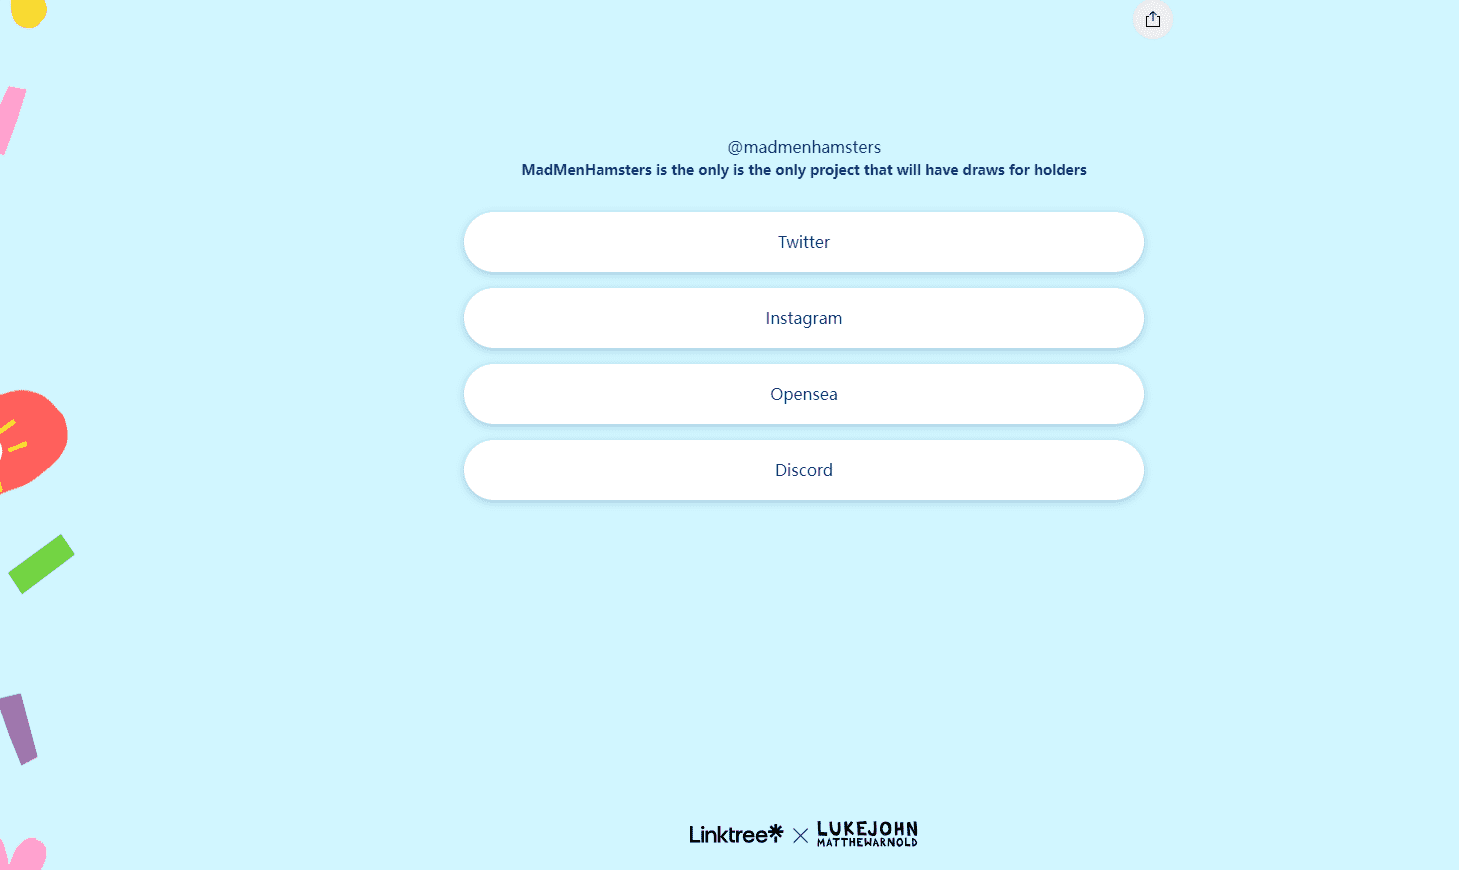 @madmenhamsters
MadMenHamsters is the only is the only project that will have draws for holders
Twitter
Instagram
Opensea
Discord
Linktree LUKEJOHN
MATTHEWARNOLD